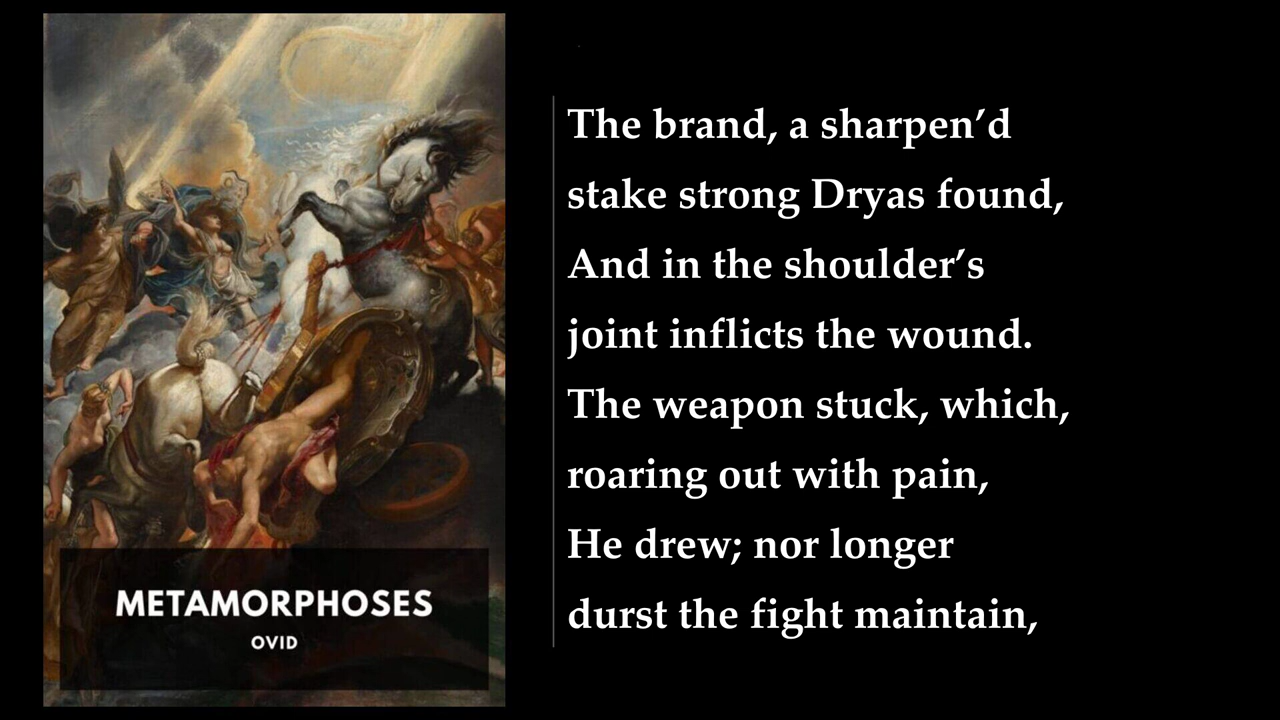 METAMORPHOSES
OVID
The brand, a sharpen’d
stake strong Dryas found,
And in the shoulder’s
joint inflicts the wound.
The weapon stuck, which,
roaring out with pain,
He drew; nor longer
durst the fight maintain,